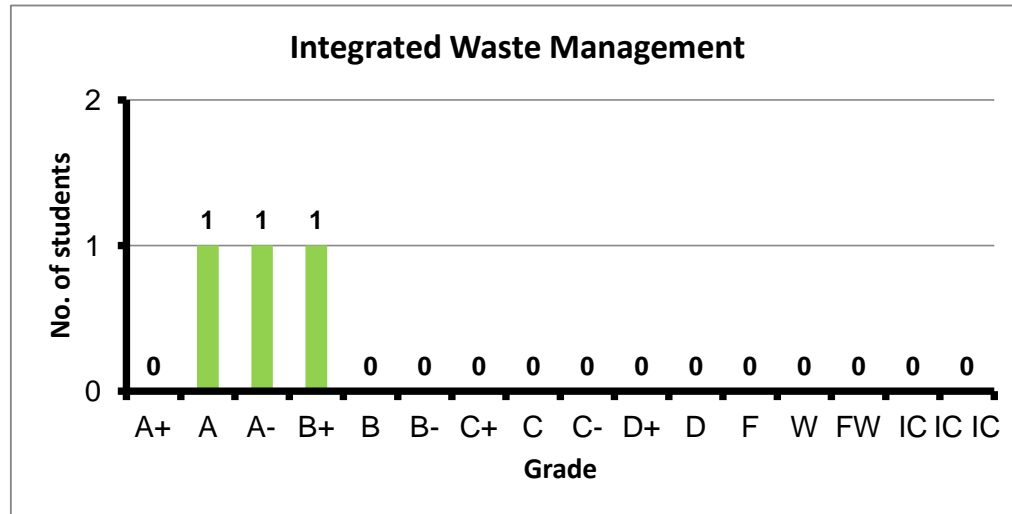 Integrated Waste Management
2
1
0
No. of students
1 1 1
0 0 0 0 0 0 0 0 0 0 0 0 0
A+ A A- B+ B B- C+ C C- D+ D F W FW IC IC IC
Grade